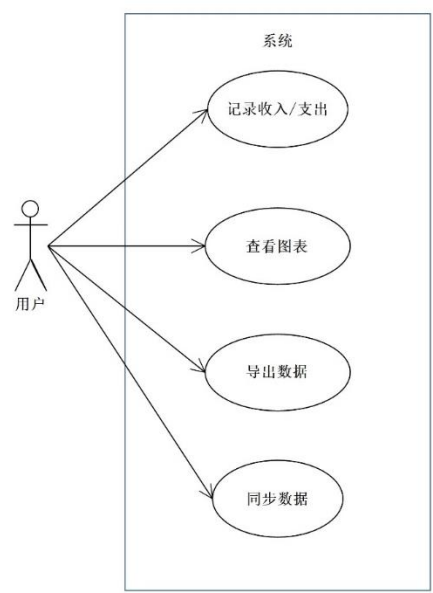 系统
记录收入/支出
查看图表
用户
导出数据
同步数据